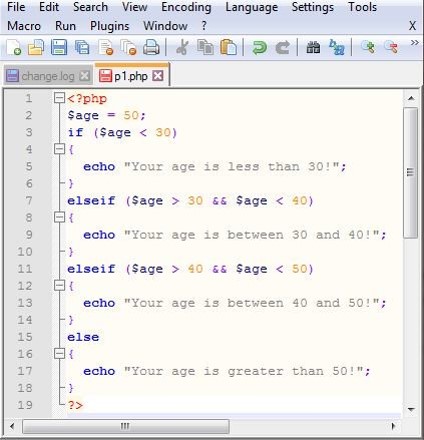 File Edit Search View Encoding Language Settings Tools
Macro Run Plugins Window ? X
change.log p1.php
1 <?php
2 $age = 50;
3 if ($age < 30)
4 {
5 echo "Your age is less than 30!";
6 }
7 elseif ($age > 30 && $age < 40)
8 {
9 echo "Your age is between 30 and 40!";
10 }
11 elseif ($age > 40 && $age < 50)
12 {
13 echo "Your age is between 40 and 50!";
14 }
15 else
16 {
17 echo "Your age is greater than 50!";
18 }
19 ?>